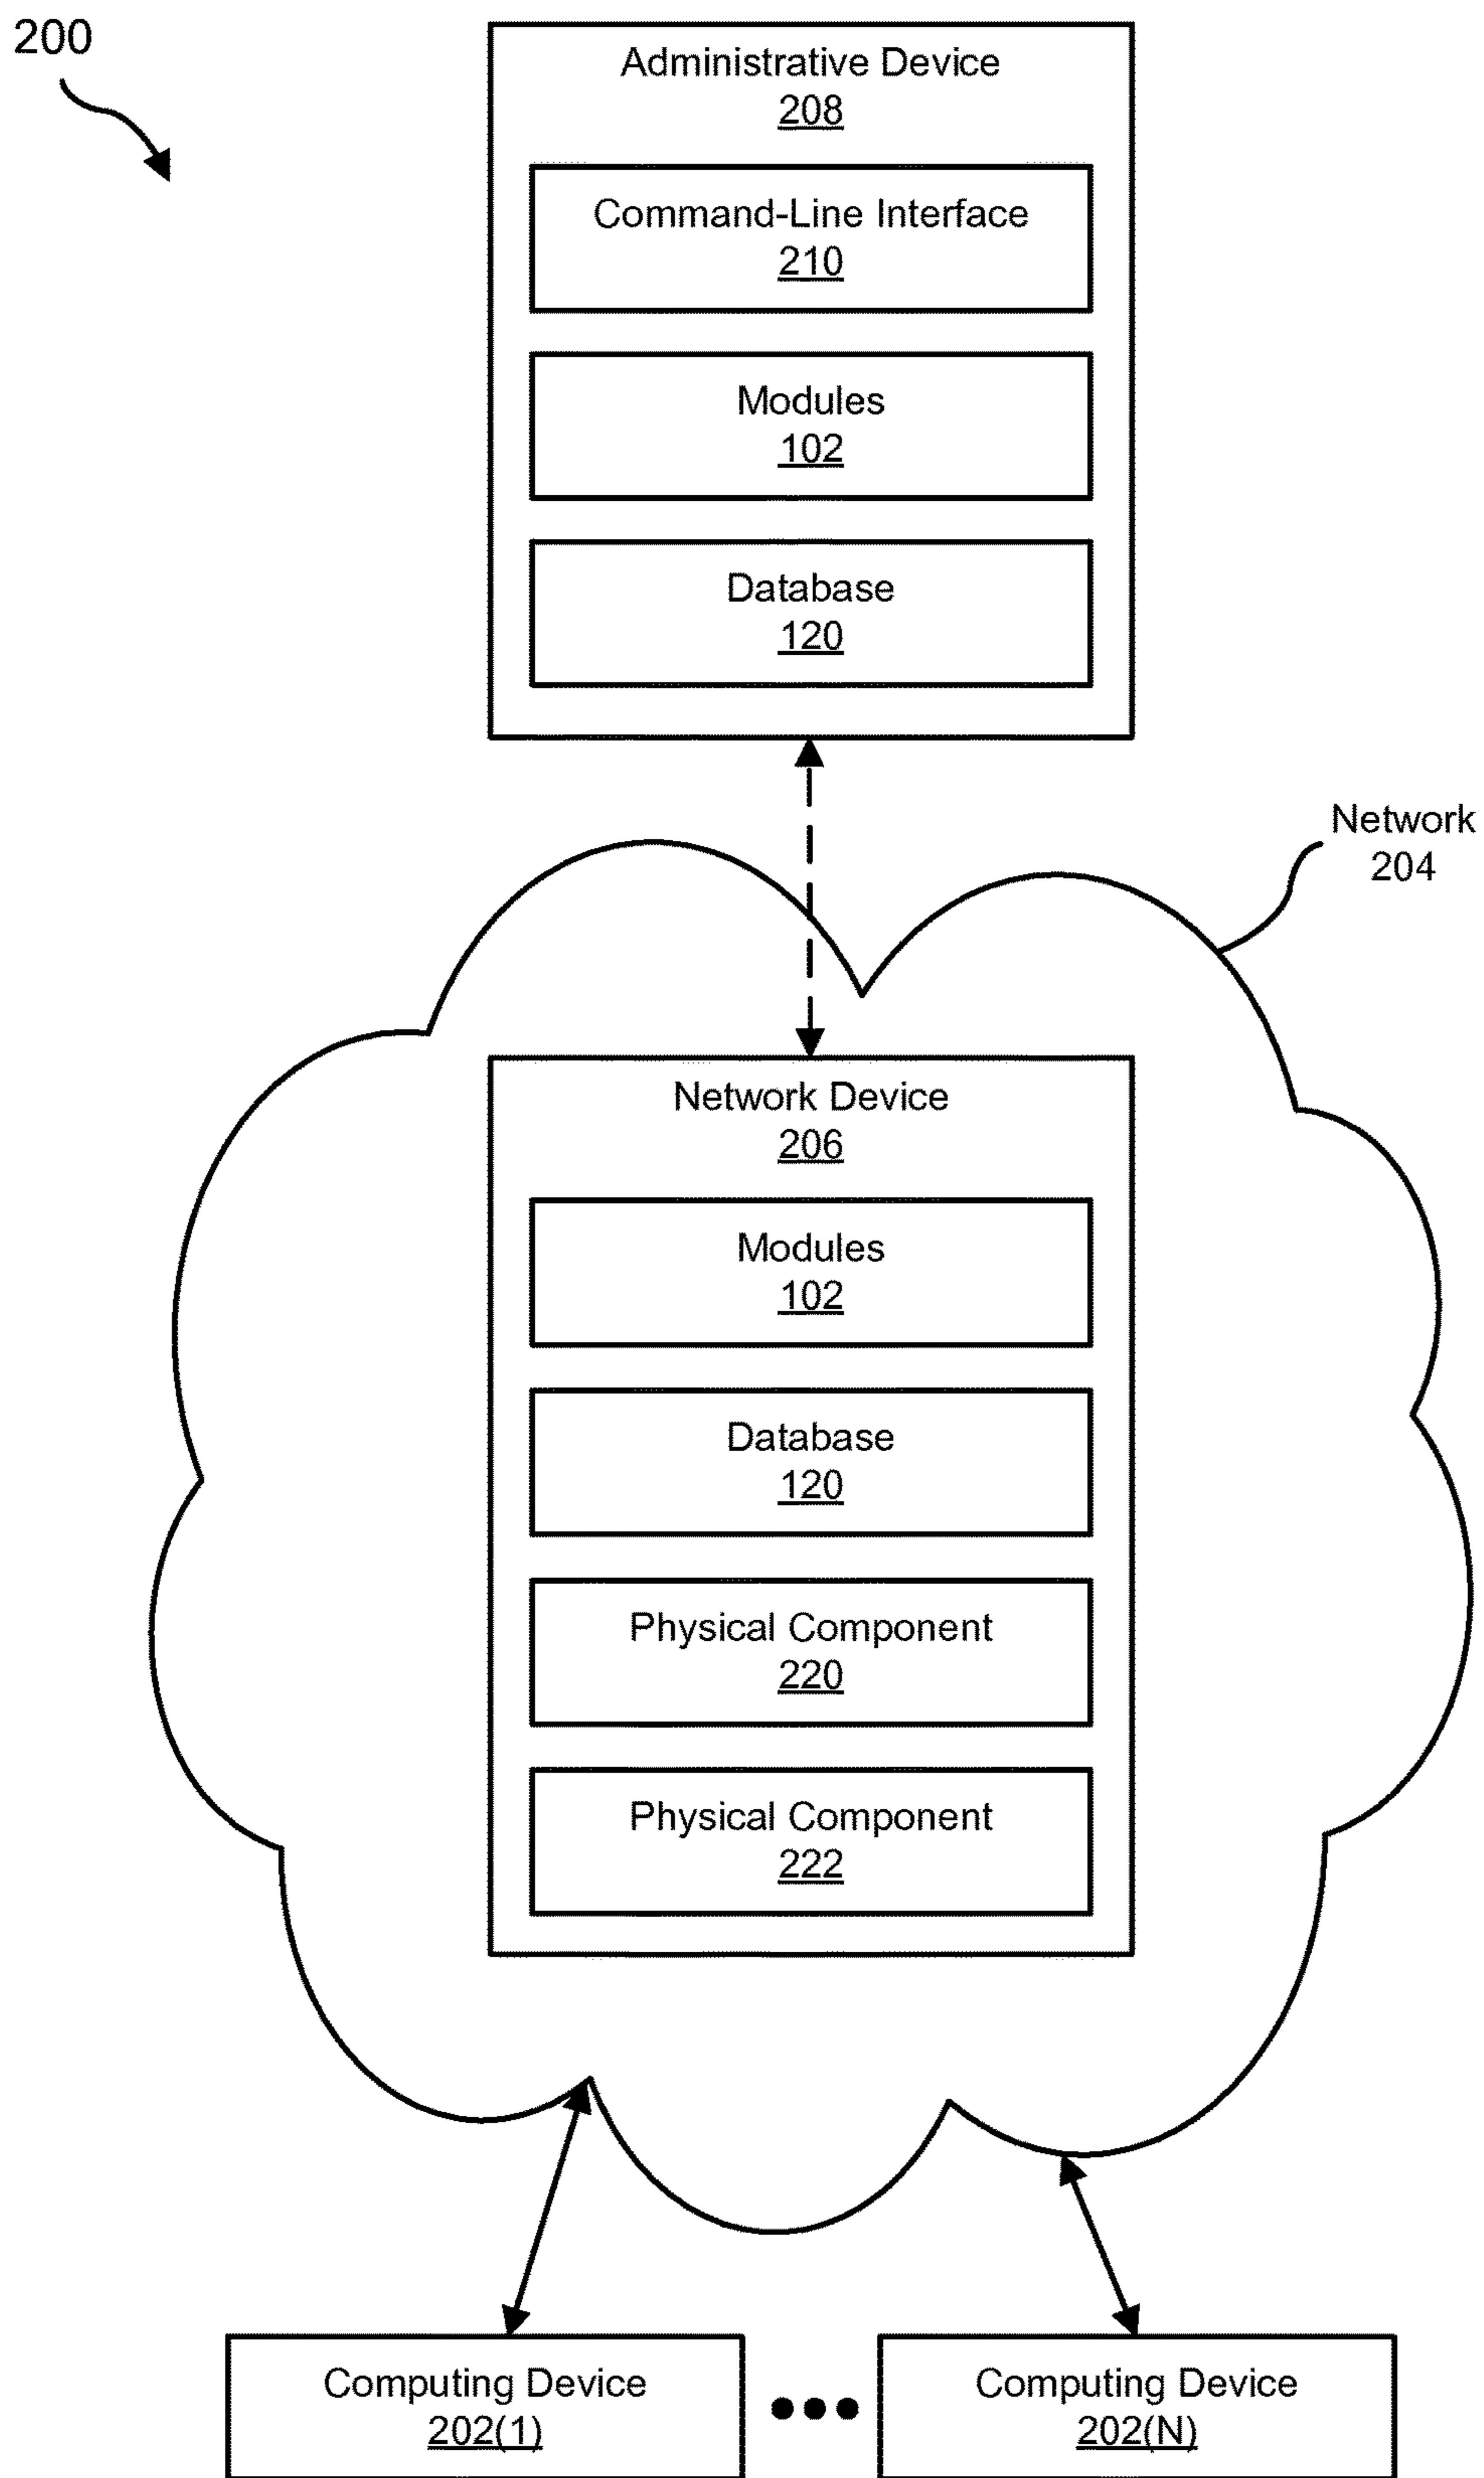 200
Administrative Device
208
Command-Line Interface
210
Modules
102
Database
120
Network
204
Network Device
206
Modules
102
Database
120
Physical Component
220
Physical Component
222
Computing Device
202(1)
Computing Device
202(N)